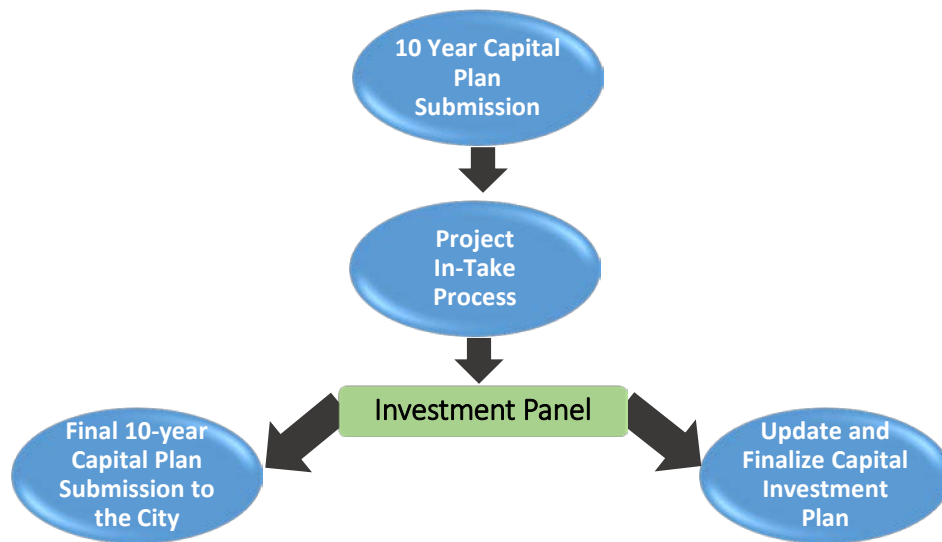 10 Year Capital
Plan
Submission
Project
In-Take
Process
Investment Panel
Final 10-year
Capital Plan
Submission to
the City
Update and
Finalize Capital
Investment
Plan